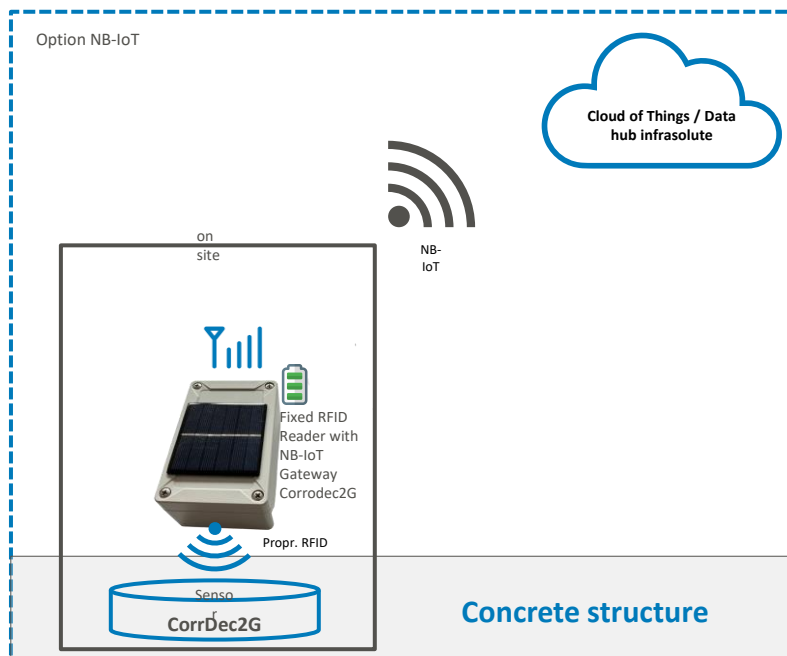 Option NB-IoT
Cloud of Things / Data
hub infrasolute
on
site
NB-
IoT
Fixed RFID
Reader with
NB-IoT
Gateway
Corrodec2G
Propr. RFID
Senso
r
CorrDec2G
Concrete structure